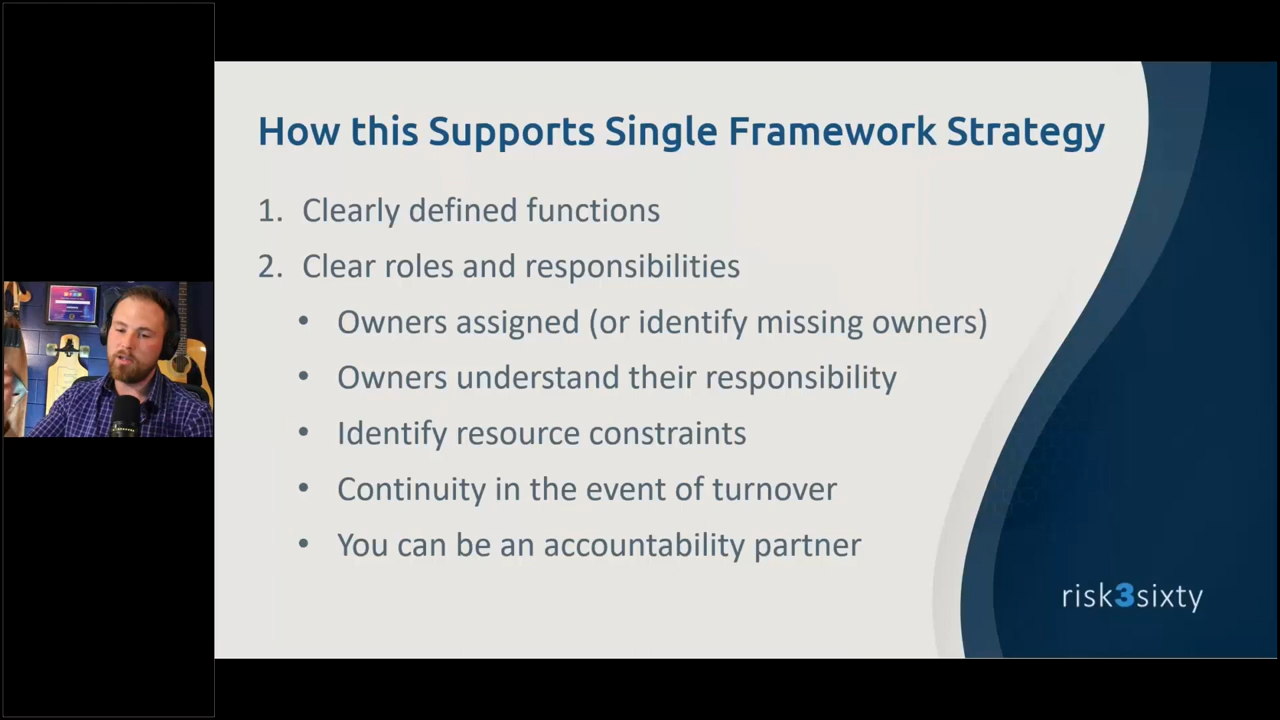 How this Supports Single Framework Strategy
1. Clearly defined functions
2. Clear roles and responsibilities
• Owners assigned (or identify missing owners)
• Owners understand their responsibility
• Identify resource constraints
• Continuity in the event of turnover
• You can be an accountability partner
risk3sixty